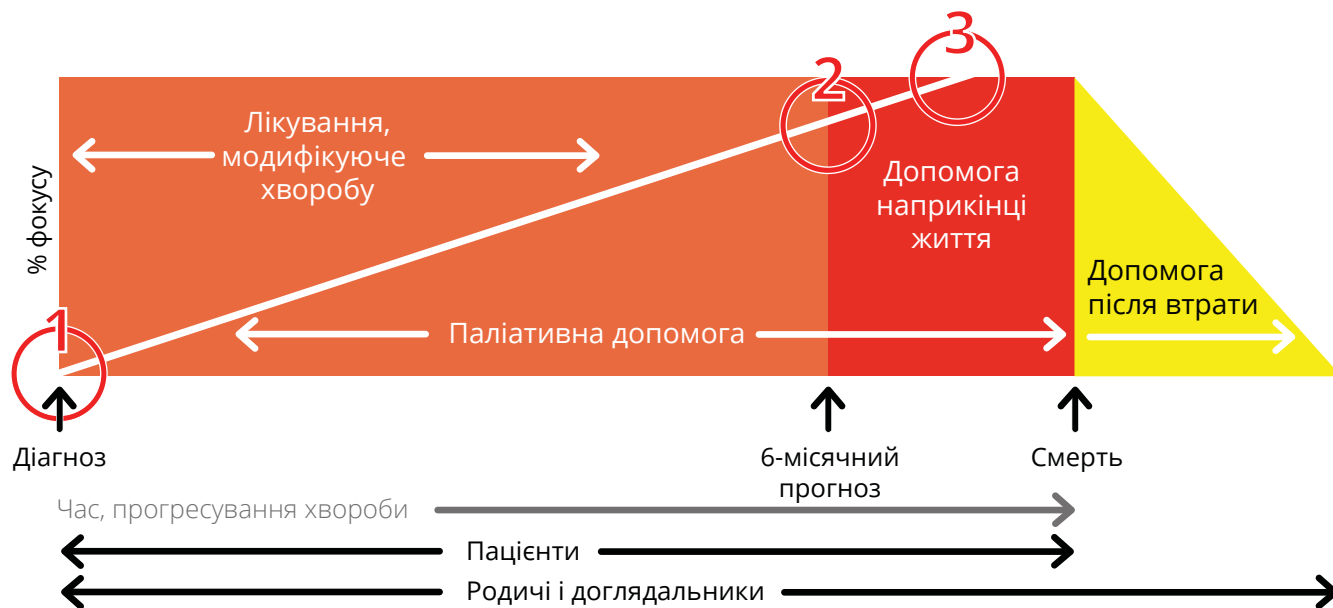 3
2
Лікування,
модифікуюче
хворобу
% фокусу
Допомога
наприкінці
життя
Допомога
після втрати
1
Паліативна допомога
Діагноз
6-місячний
прогноз
Смерть
Час, прогресування хвороби
Пацієнти
Родичі і доглядальники